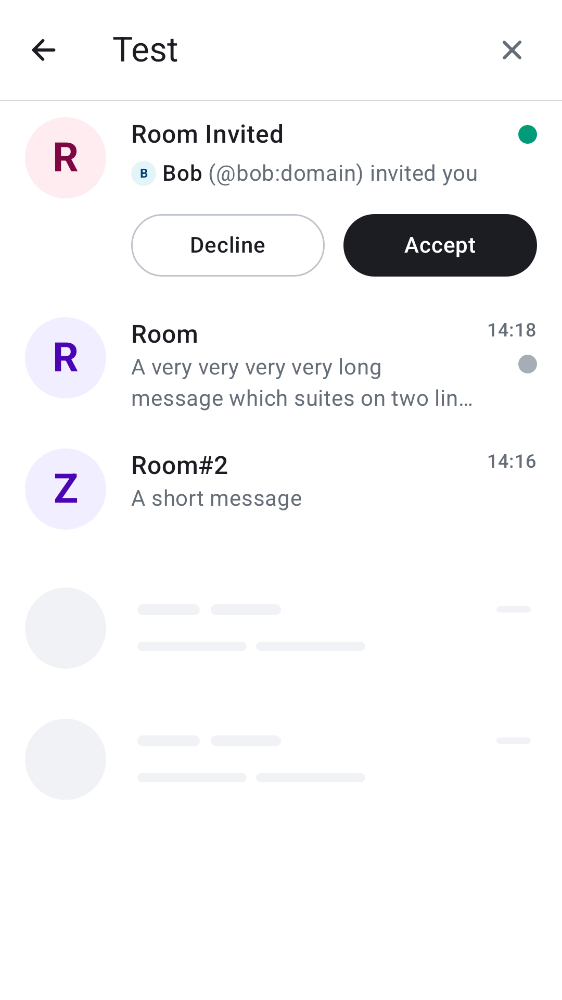 Test
R
Room Invited
B Bob (@bob:domain) invited you
Decline
Accept
R
Room
14:18
A very very very very long
message which suites on two lin…
Z
Room#2
14:16
A short message